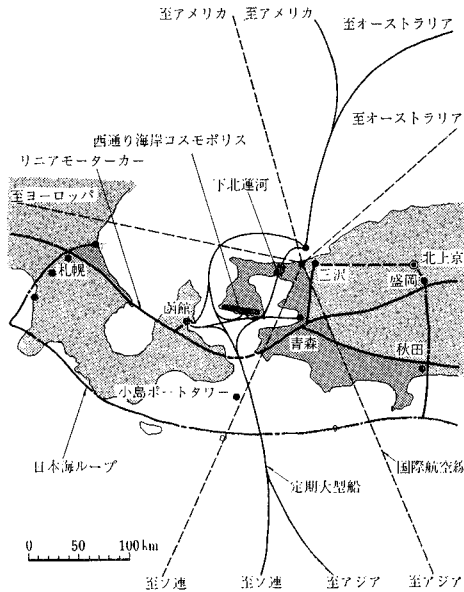 至アメリカ
至アメリカ
至オーストラリア
至オーストラリア
西通り海岸コスモポリス
リニアモーターカー
下北運河
至ヨーロッパ
札幌
函館
三沢
北上京
盛岡
青森
秋田
小島ポートタワー
日本海ループ
定期大型船
国際航空線
0 50 100km
至ソ連
至ソ連
至アジア
至アジア